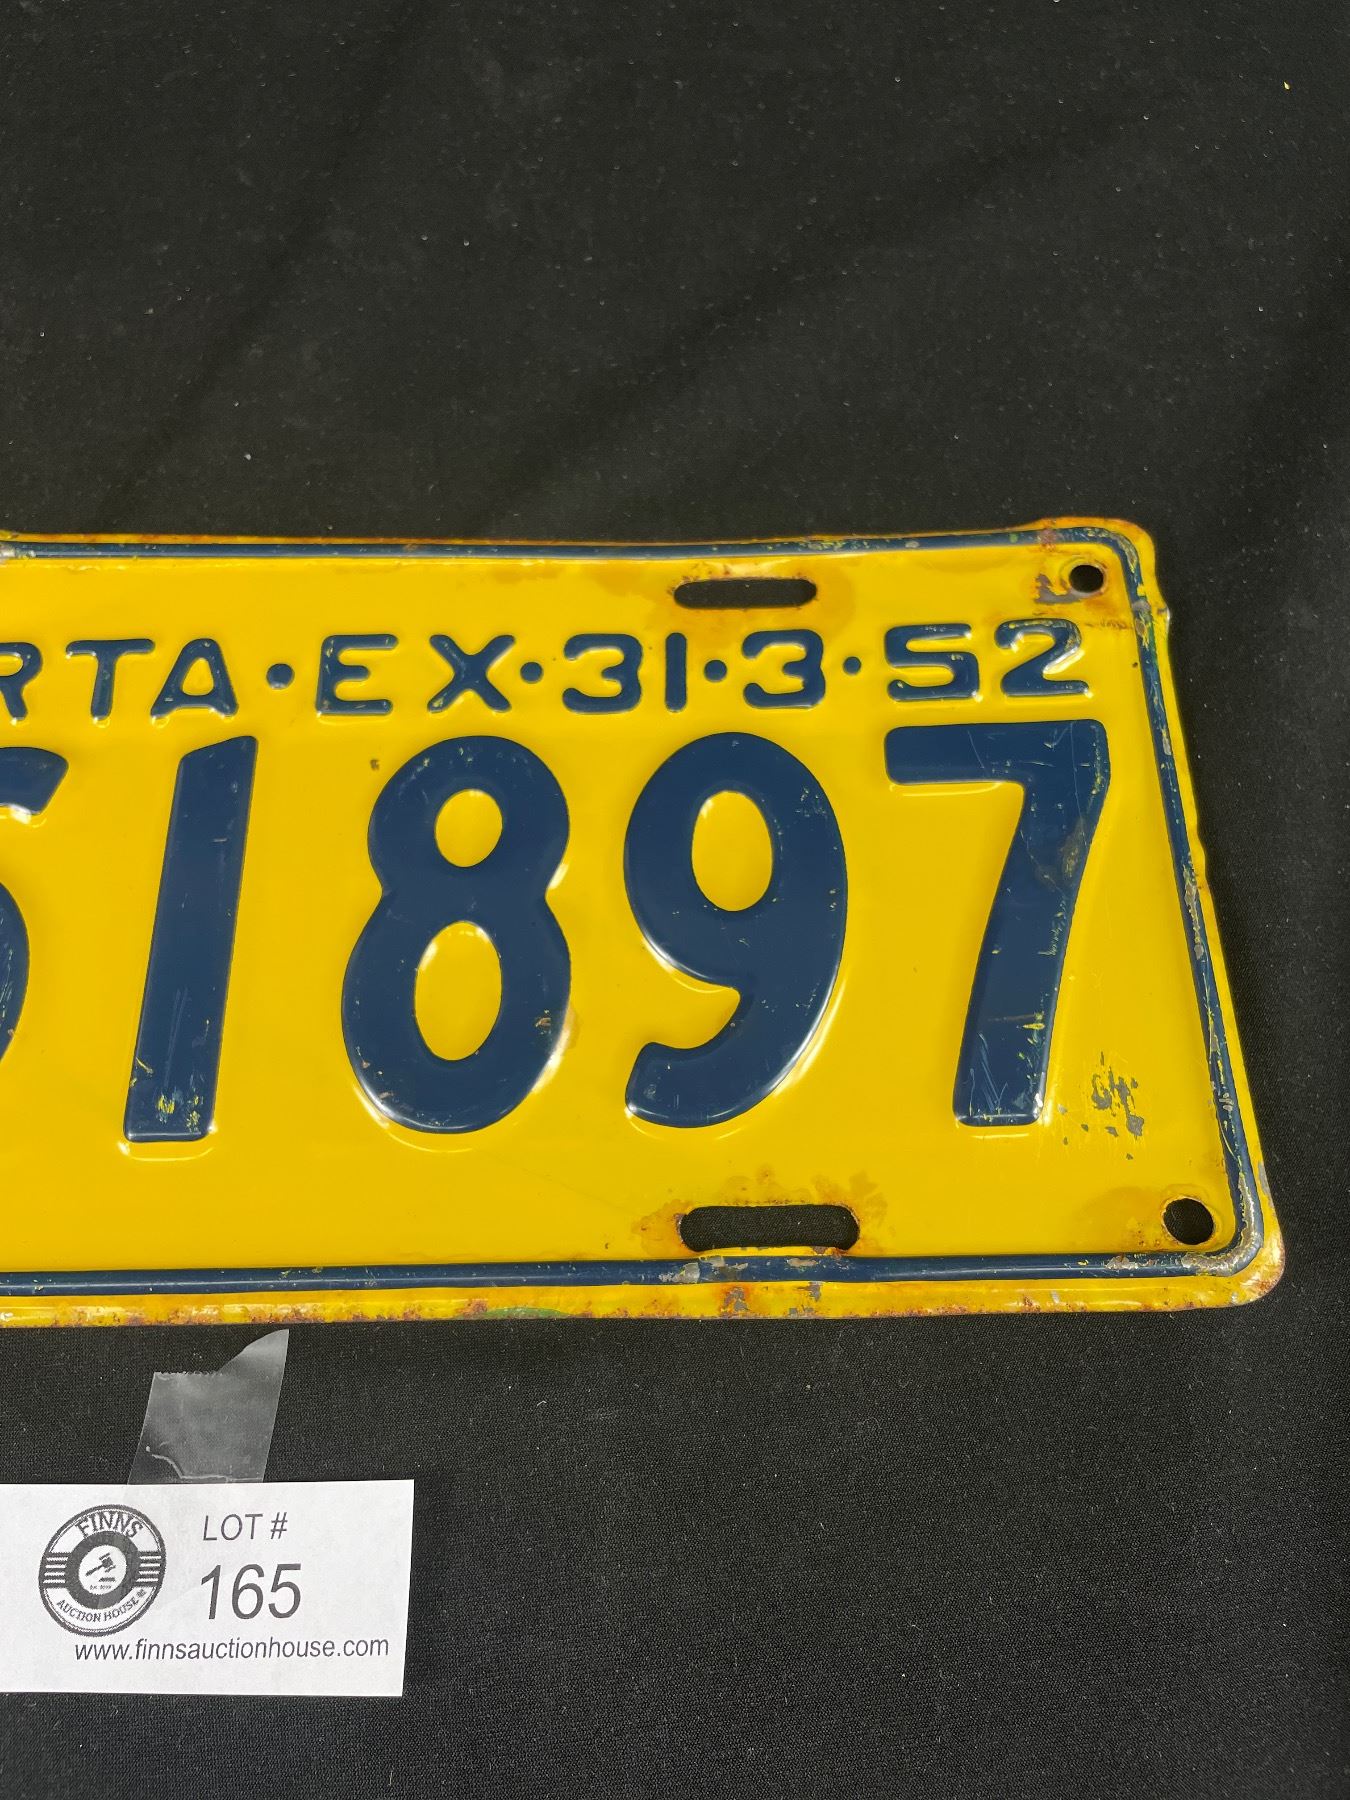 RTA·EX·31·3·52
51897
FINNS
AUCTION HOUSE
LOT #
165
www.finnsauctionhouse.com